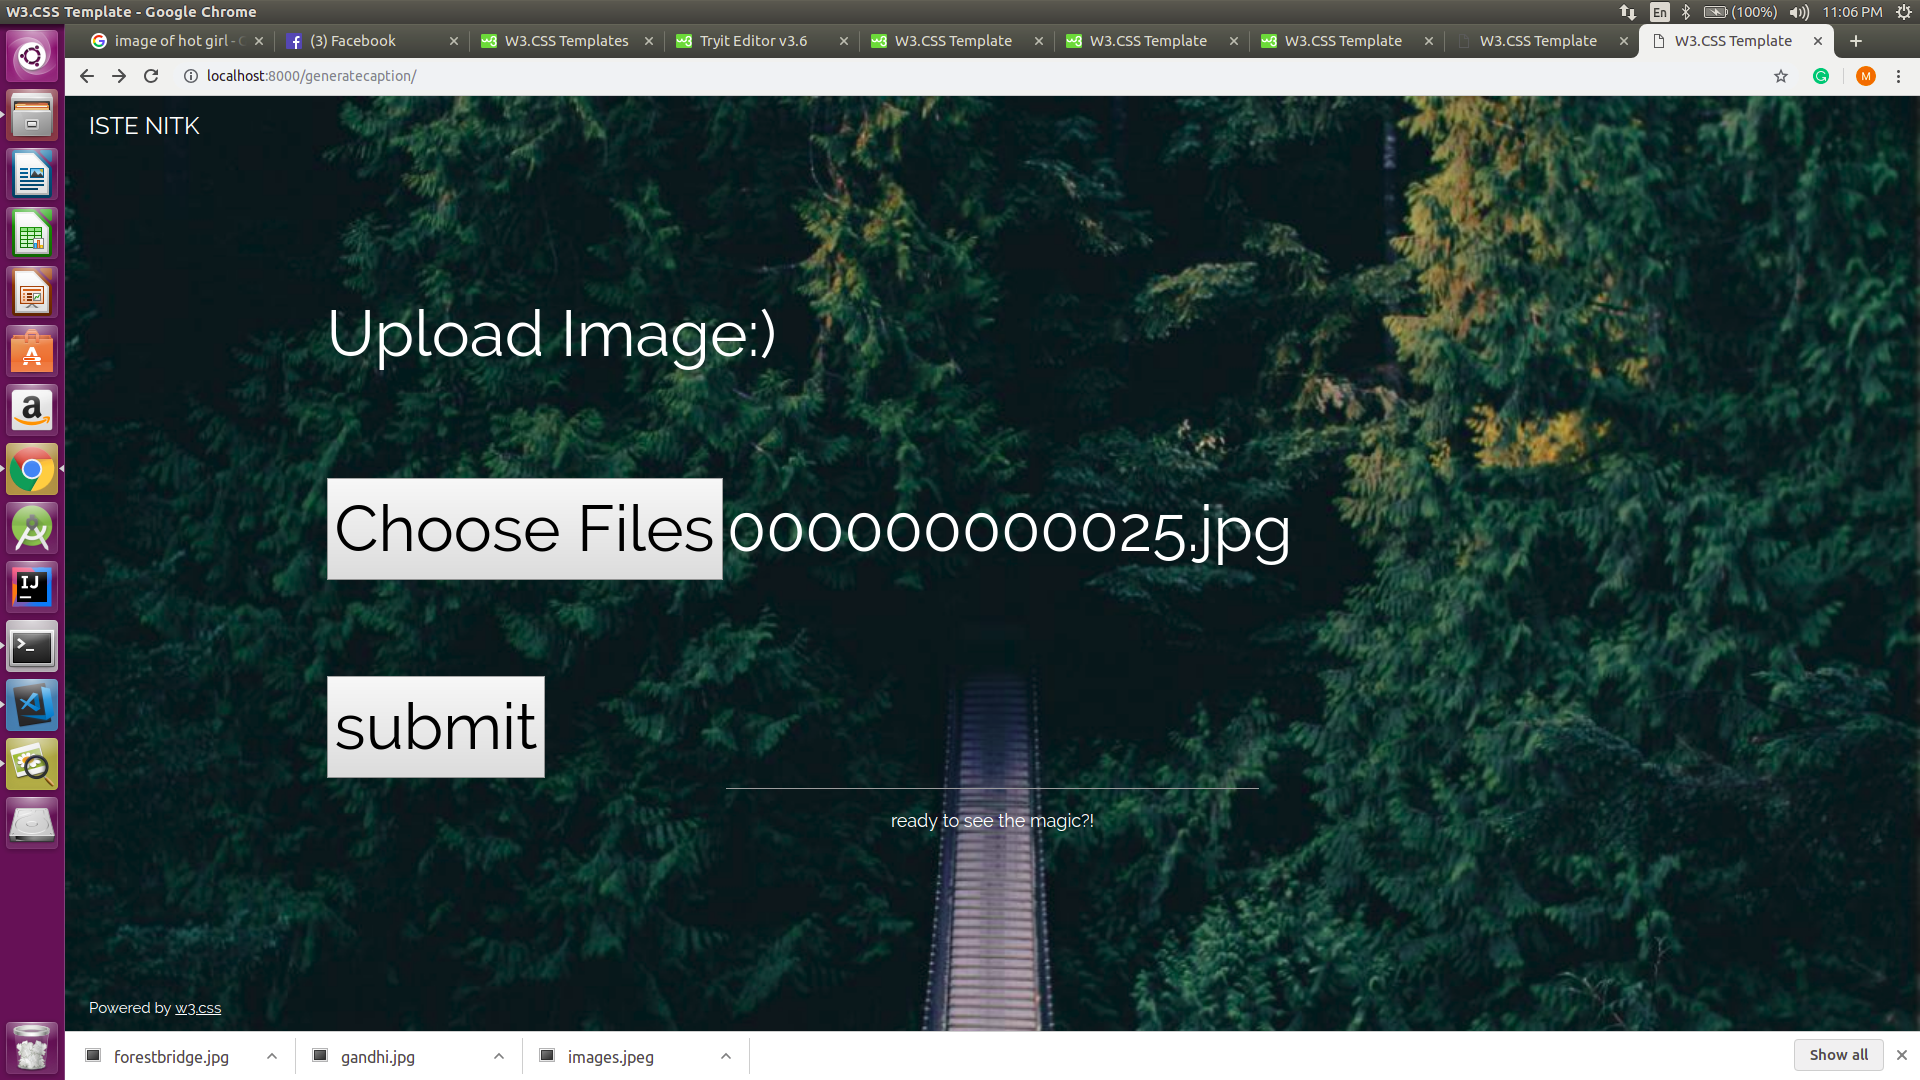 W3.CSS Template - Google Chrome
En
(100%)
11:06 PM
image of hot girl - G
(3) Facebook
W3.CSS Templates
Tryit Editor v3.6
W3.CSS Template
W3.CSS Template
W3.CSS Template
W3.CSS Template
W3.CSS Template
localhost:8000/generatecaption/
M
ISTE NITK
Upload Image:)
Choose Files 000000000025.jpg
submit
ready to see the magic?!
Powered by w3.css
forestbridge.jpg
gandhi.jpg
images.jpeg
Show all